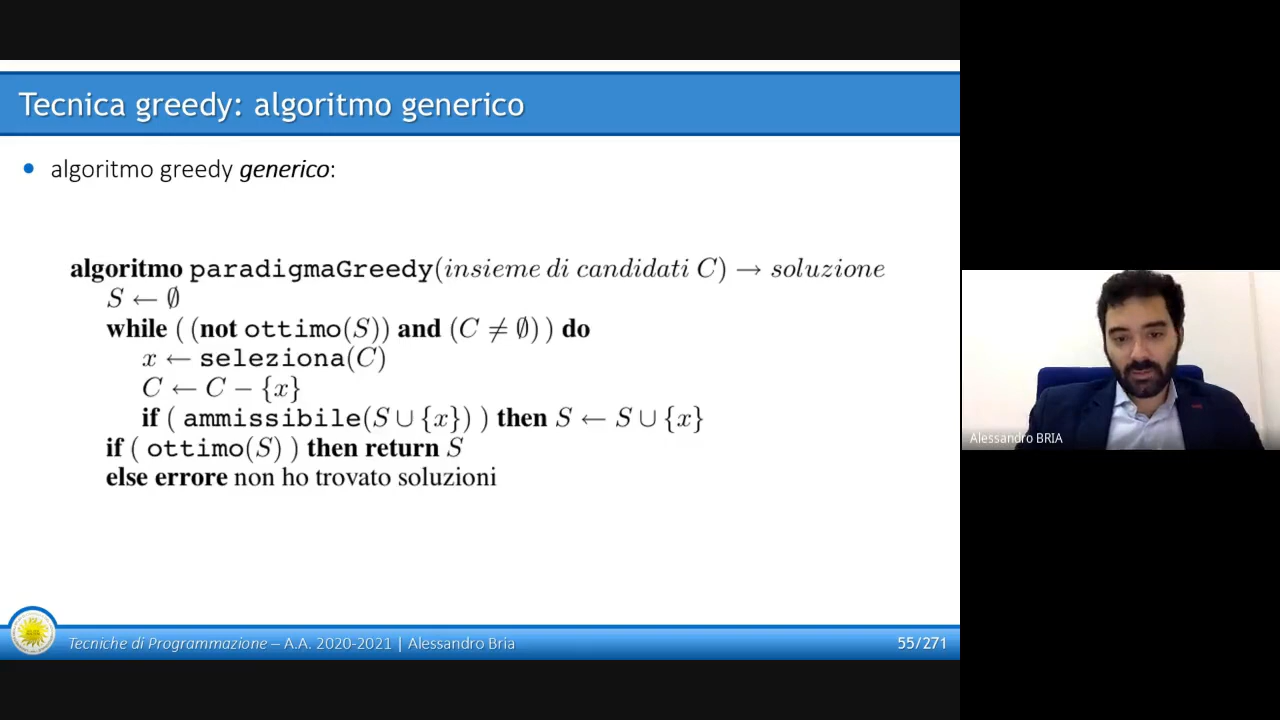 Tecnica greedy: algoritmo generico
• algoritmo greedy generico:
algoritmo paradigmaGreedy(insieme di candidati C) → soluzione
S ← ∅
while ( (not ottimo(S)) and (C ≠ ∅) ) do
x ← seleziona(C)
C ← C − {x}
if ( ammissibile(S ∪ {x}) ) then S ← S ∪ {x}
if ( ottimo(S) ) then return S
else errore non ho trovato soluzioni
Alessandro BRIA
Tecniche di Programmazione – A.A. 2020-2021 | Alessandro Bria
55/271